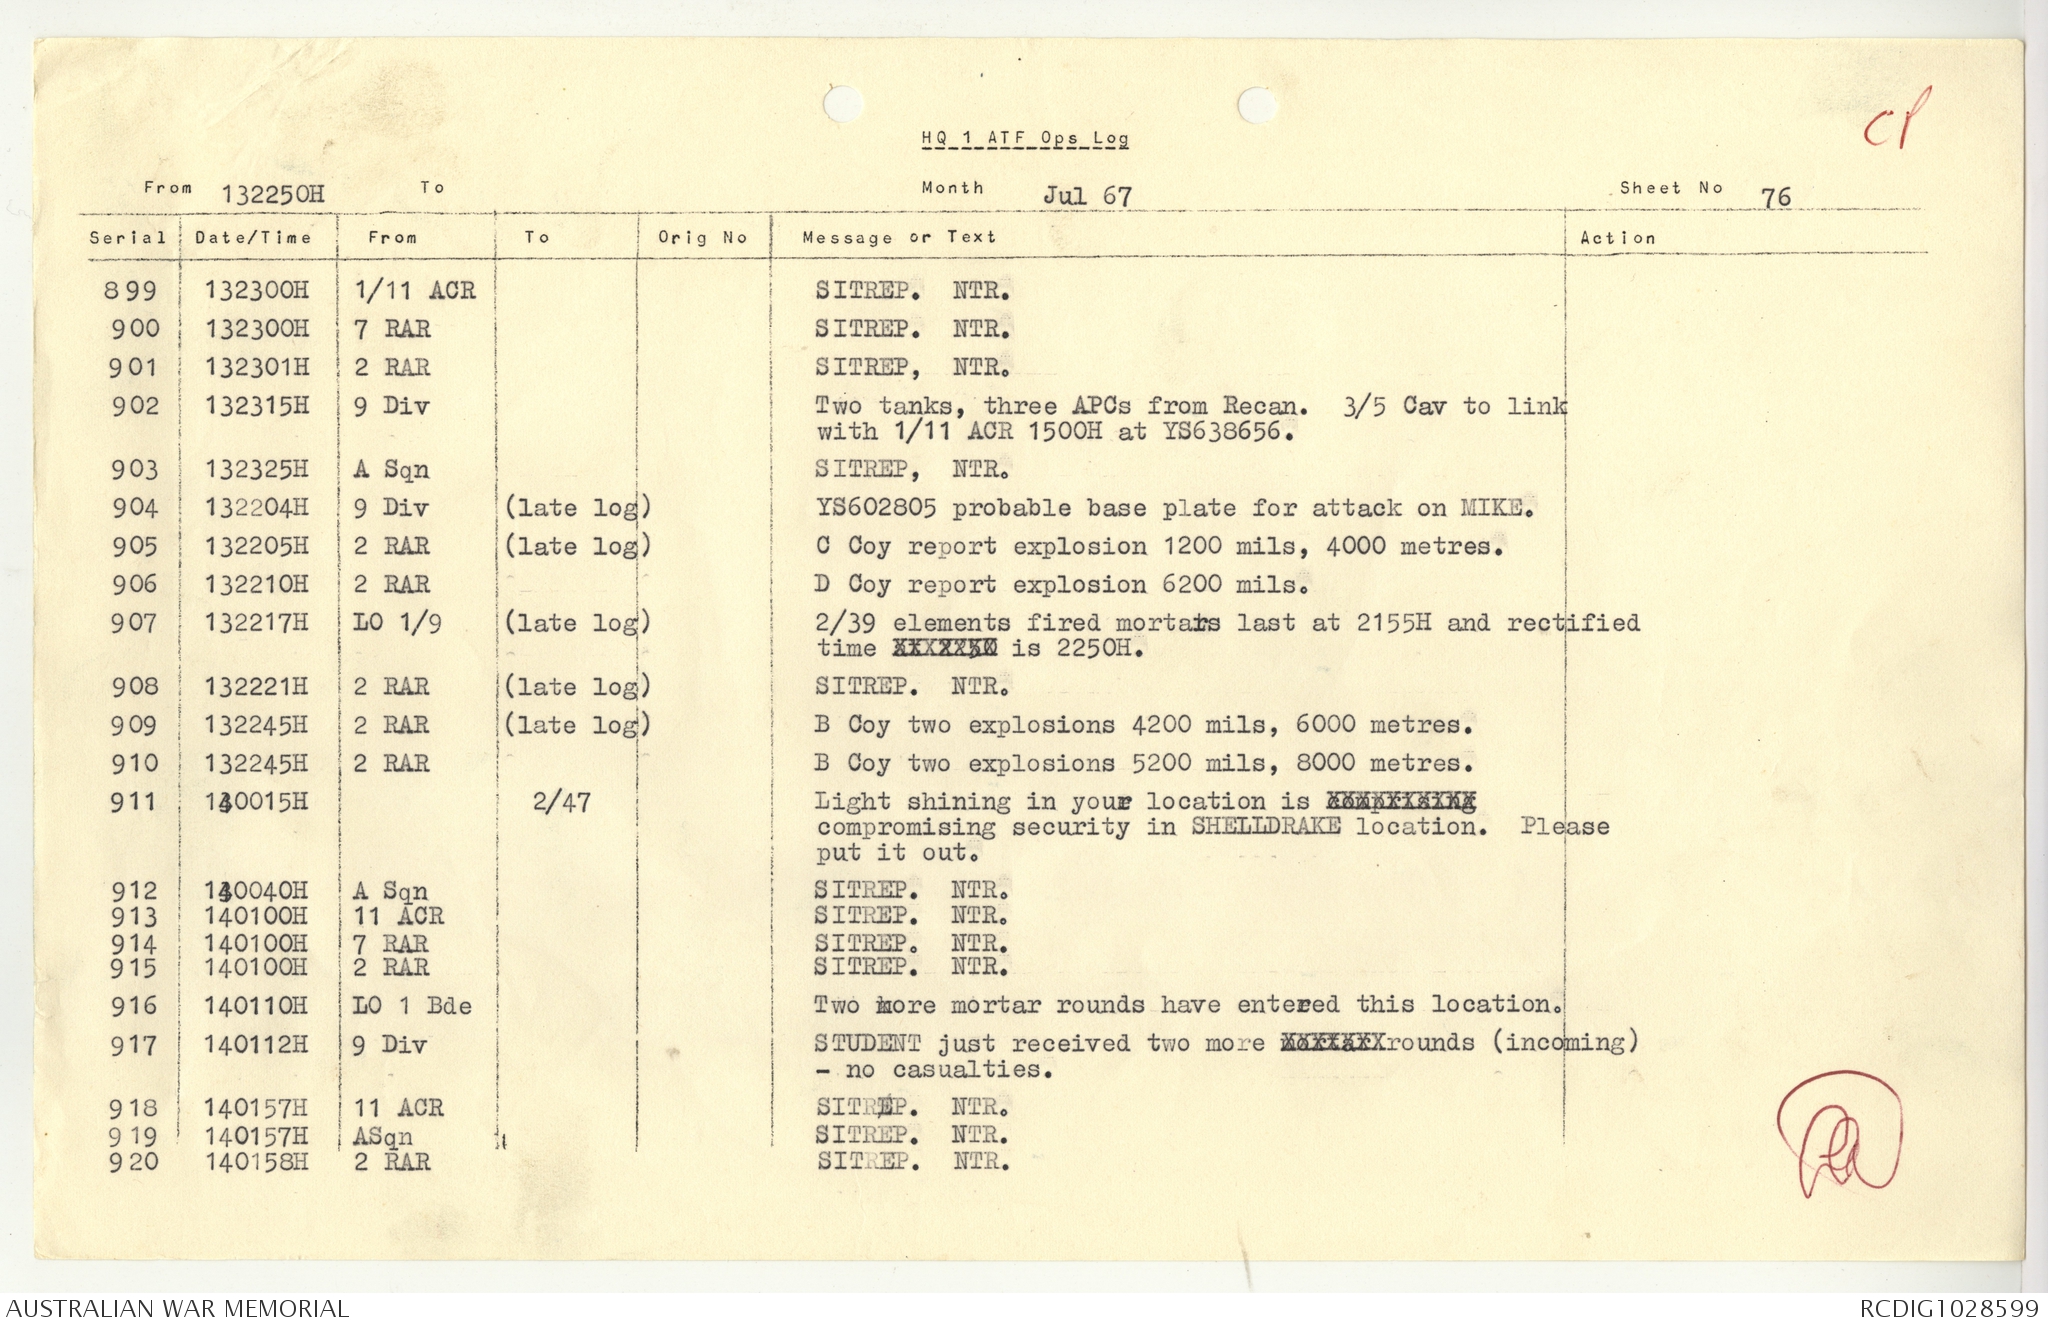 CP
HQ 1 ATF Ops Log
From 132250H To Month Jul 67 Sheet No 76
Serial Date/Time From To Orig No Message or Text Action
899 132300H 1/11 ACR SITREP. NTR.
900 132300H 7 RAR SITREP. NTR.
901 132301H 2 RAR SITREP, NTR.
902 132315H 9 Div Two tanks, three APCs from Recan. 3/5 Cav to link
with 1/11 ACR 1500H at YS638656.
903 132325H A Sqn SITREP, NTR.
904 132204H 9 Div (late log) YS602805 probable base plate for attack on MIKE.
905 132205H 2 RAR (late log) C Coy report explosion 1200 mils, 4000 metres.
906 132210H 2 RAR D Coy report explosion 6200 mils.
907 132217H LO 1/9 (late log) 2/39 elements fired mortars last at 2155H and rectified
time is 2250H.
908 132221H 2 RAR (late log) SITREP. NTR.
909 132245H 2 RAR (late log) B Coy two explosions 4200 mils, 6000 metres.
910 132245H 2 RAR B Coy two explosions 5200 mils, 8000 metres.
911 140015H 2/47 Light shining in your location is
compromising security in SHELLDRAKE location. Please
put it out.
912 140040H A Sqn SITREP. NTR.
913 140100H 11 ACR SITREP. NTR.
914 140100H 7 RAR SITREP. NTR.
915 140100H 2 RAR SITREP. NTR.
916 140110H LO 1 Bde Two more mortar rounds have entered this location.
917 140112H 9 Div STUDENT just received two more rounds (incoming)
- no casualties.
918 140157H 11 ACR SITREP. NTR.
919 140157H ASqn SITREP. NTR.
920 140158H 2 RAR SITREP. NTR.
AUSTRALIAN WAR MEMORIAL RCDIG1028599